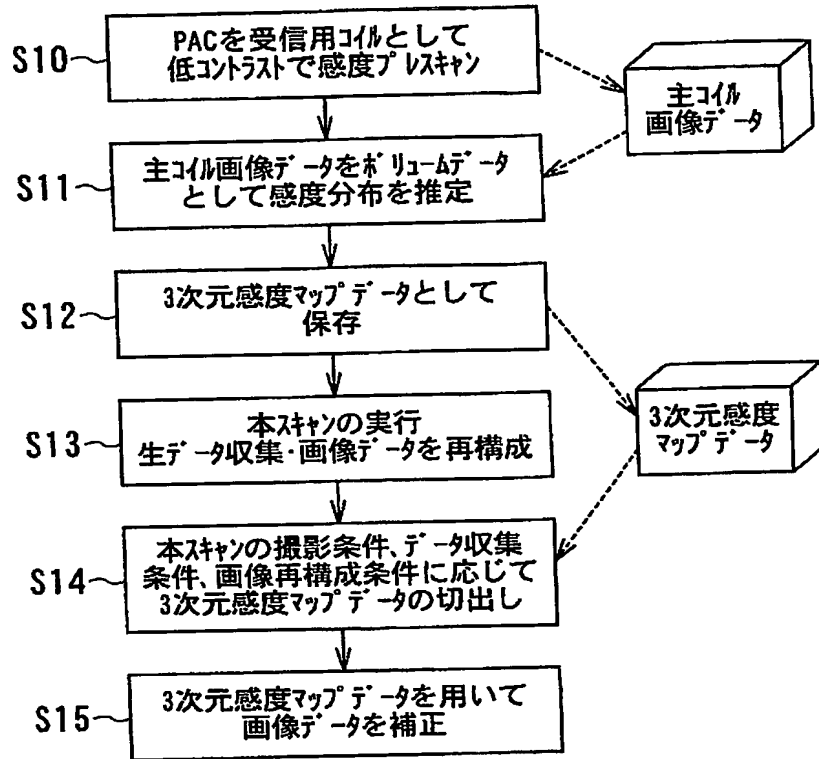 S10
PACを受信用コイルとして
低コントラストで感度プレスキャン
主コイル
画像データ
S11
主コイル画像データをボリュームデータ
として感度分布を推定
S12
3次元感度マップデータとして
保存
S13
本スキャンの実行
生データ収集・画像データを再構成
3次元感度
マップデータ
S14
本スキャンの撮影条件、データ収集
条件、画像再構成条件に応じて
3次元感度マップデータの切出し
S15
3次元感度マップデータを用いて
画像データを補正